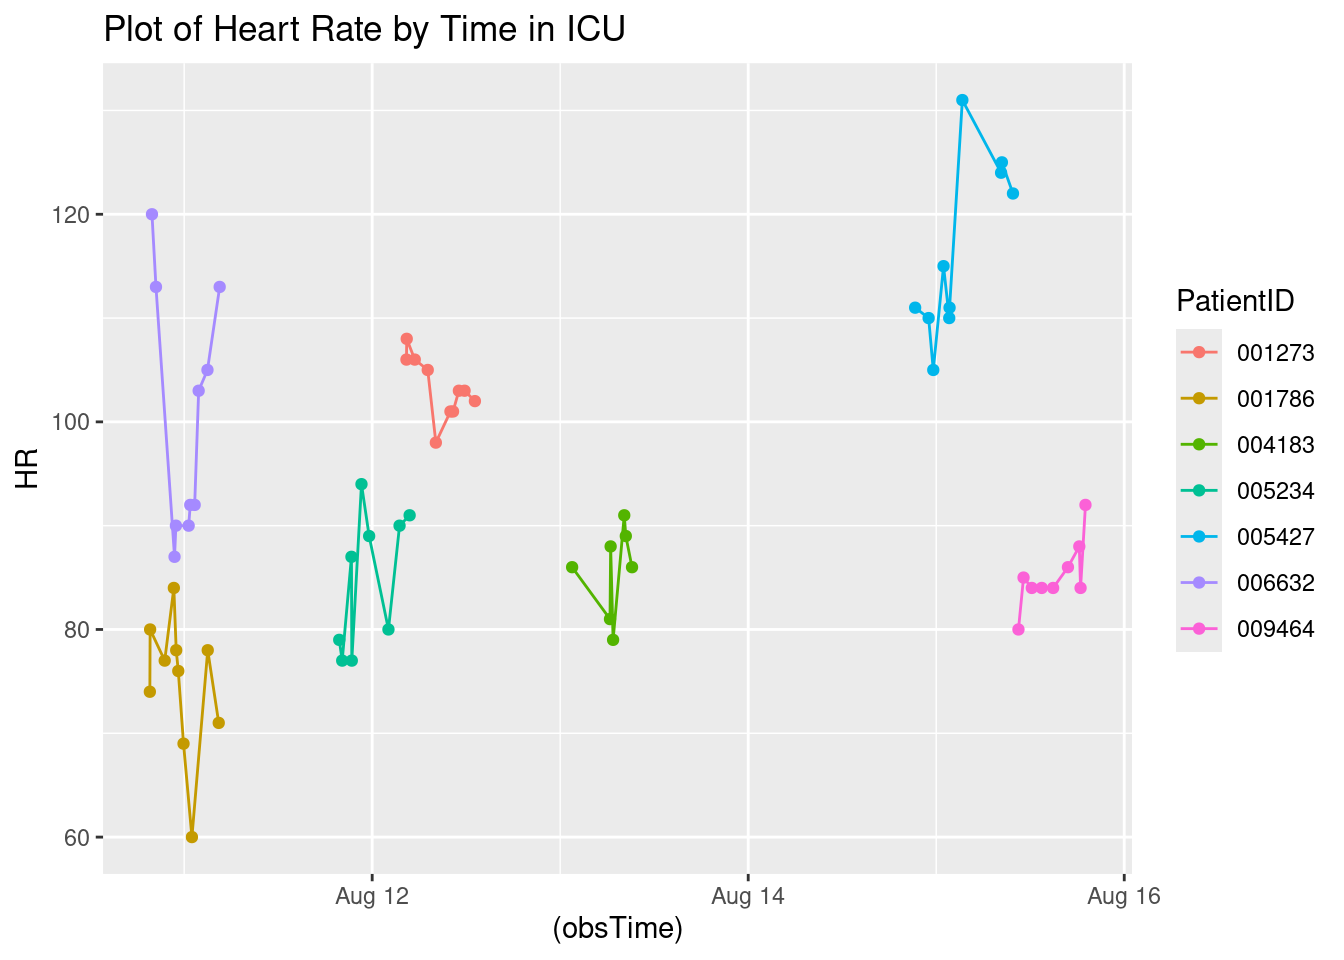 Plot of Heart Rate by Time in ICU
HR
120
100
80
60
Aug 12
Aug 14
Aug 16
(obsTime)
PatientID
001273
001786
004183
005234
005427
006632
009464